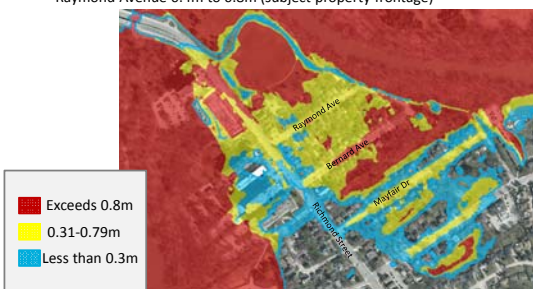 Raymond Avenue 0.4m to 0.8m (subject property frontage)
Raymond Ave
Bernard Ave
Mayfair Dr
Richmond Street
Exceeds 0.8m
0.31-0.79m
Less than 0.3m